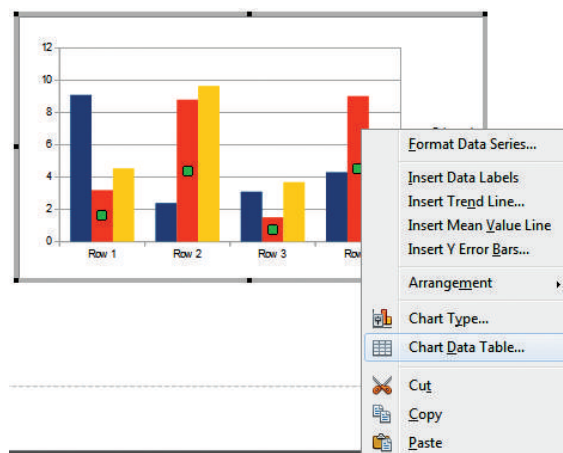 12
10
8
6
4
2
0
Row 1
Row 2
Row 3
Row
Format Data Series...
Insert Data Labels
Insert Trend Line...
Insert Mean Value Line
Insert Y Error Bars...
Arrangement
Chart Type...
Chart Data Table...
Cut
Copy
Paste